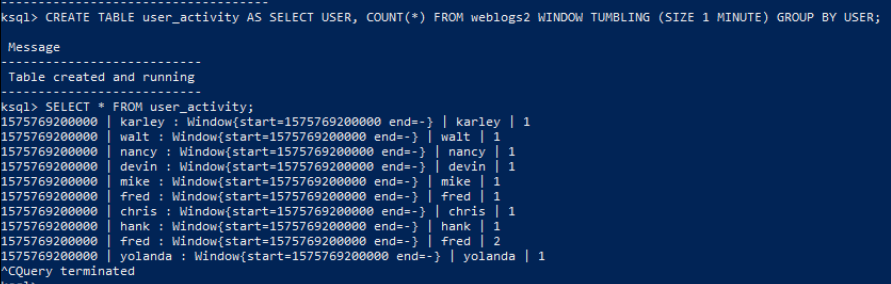 -----------------------------------
ksql> CREATE TABLE user_activity AS SELECT USER, COUNT(*) FROM weblogs2 WINDOW TUMBLING (SIZE 1 MINUTE) GROUP BY USER;
Message
---------------------------
Table created and running
---------------------------
ksql> SELECT * FROM user_activity;
1575769200000 | karley : Window{start=1575769200000 end=-} | karley | 1
1575769200000 | walt : Window{start=1575769200000 end=-} | walt | 1
1575769200000 | nancy : Window{start=1575769200000 end=-} | nancy | 1
1575769200000 | devin : Window{start=1575769200000 end=-} | devin | 1
1575769200000 | mike : Window{start=1575769200000 end=-} | mike | 1
1575769200000 | fred : Window{start=1575769200000 end=-} | fred | 1
1575769200000 | chris : Window{start=1575769200000 end=-} | chris | 1
1575769200000 | hank : Window{start=1575769200000 end=-} | hank | 1
1575769200000 | fred : Window{start=1575769200000 end=-} | fred | 2
1575769200000 | yolanda : Window{start=1575769200000 end=-} | yolanda | 1
^CQuery terminated